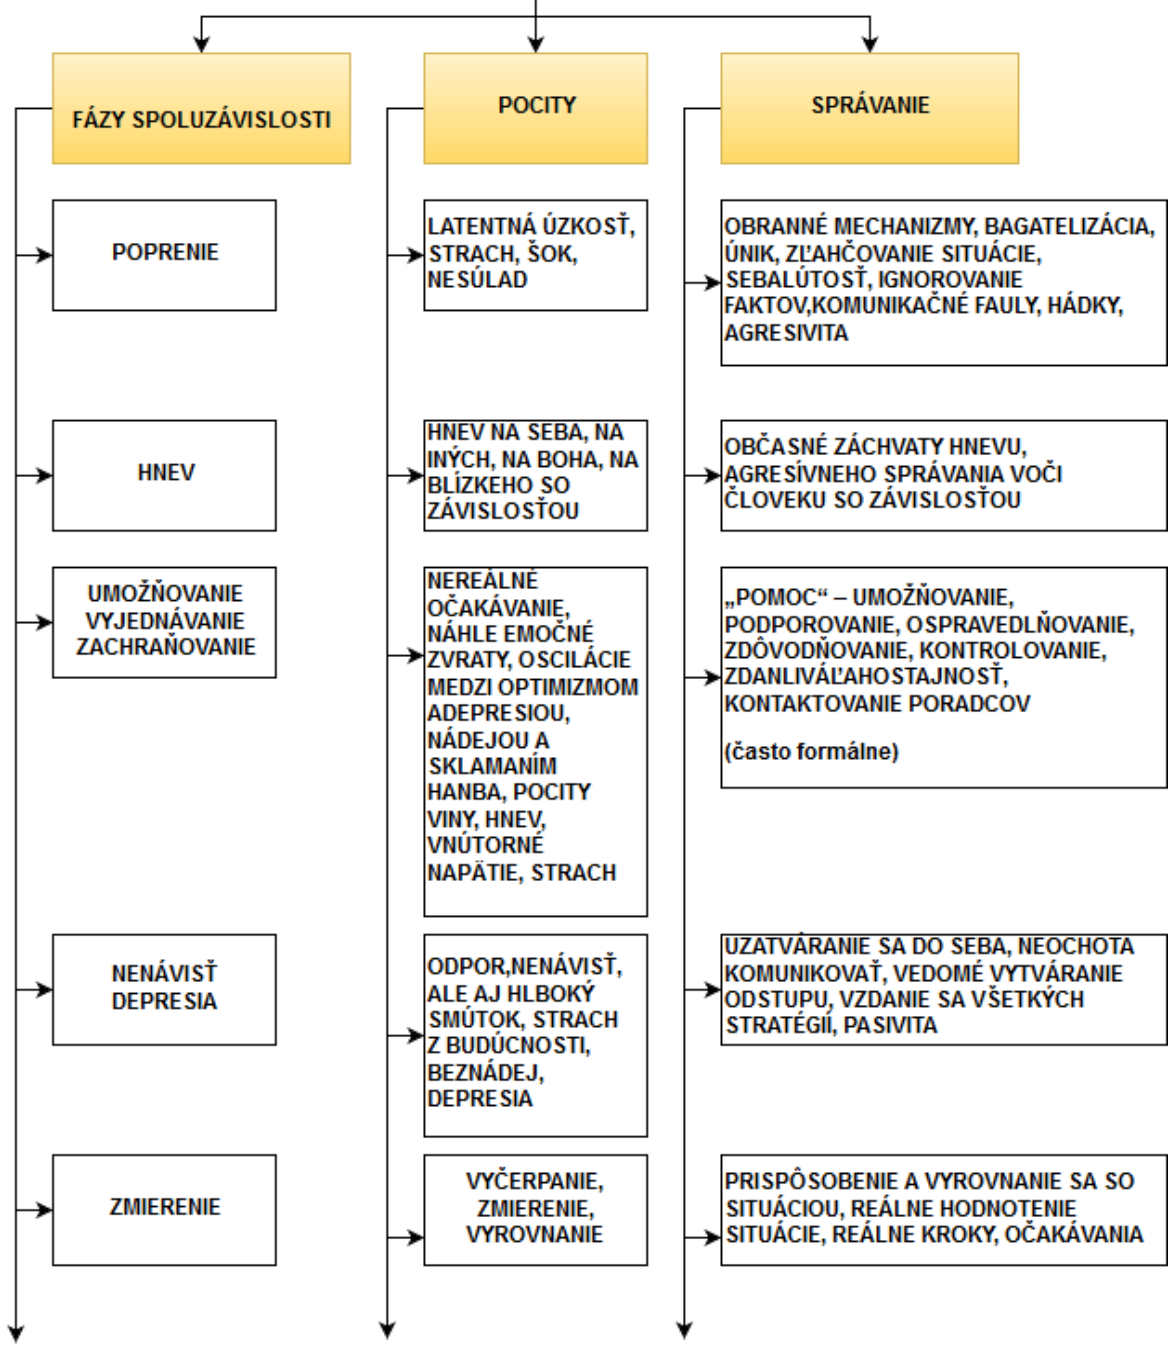 FÁZY SPOLUZÁVISLOSTI
POCITY
SPRÁVANIE
POPRENIE
LATENTNÁ ÚZKOSŤ,
STRACH, ŠOK,
NESÚLAD
OBRANNÉ MECHANIZMY, BAGATELIZÁCIA,
ÚNIK, ZĽAHČOVANIE SITUÁCIE,
SEBALÚTOSŤ, IGNOROVANIE
FAKTOV,KOMUNIKAČNÉ FAULY, HÁDKY,
AGRESIVITA
HNEV
HNEV NA SEBA, NA
INÝCH, NA BOHA, NA
BLÍZKEHO SO
ZÁVISLOSŤOU
OBČASNÉ ZÁCHVATY HNEVU,
AGRESÍVNEHO SPRÁVANIA VOČI
ČLOVEKU SO ZÁVISLOSŤOU
UMOŽŇOVANIE
VYJEDNÁVANIE
ZACHRAŇOVANIE
NEREÁLNÉ
OČAKÁVANIE,
NÁHLE EMOČNÉ
ZVRATY, OSCILÁCIE
MEDZI OPTIMIZMOM
ADEPRESIOU,
NÁDEJOU A
SKLAMANÍM
HANBA, POCITY
VINY, HNEV,
VNÚTORNÉ
NAPÄTIE, STRACH
„POMOC“ – UMOŽŇOVANIE,
PODPOROVANIE, OSPRAVEDLŇOVANIE,
ZDÔVODŇOVANIE, KONTROLOVANIE,
ZDANLIVÁĽAHOSTAJNOSŤ,
KONTAKTOVANIE PORADCOV
(často formálne)
NENÁVISŤ
DEPRESIA
ODPOR,NENÁVISŤ,
ALE AJ HLBOKÝ
SMÚTOK, STRACH
Z BUDÚCNOSTI,
BEZNÁDEJ,
DEPRESIA
UZATVÁRANIE SA DO SEBA, NEOCHOTA
KOMUNIKOVAŤ, VEDOMÉ VYTVÁRANIE
ODSTUPU, VZDANIE SA VŠETKÝCH
STRATÉGIÍ, PASIVITA
ZMIERENIE
VYČERPANIE,
ZMIERENIE,
VYROVNANIE
PRISPÔSOBENIE A VYROVNANIE SA SO
SITUÁCIOU, REÁLNE HODNOTENIE
SITUÁCIE, REÁLNE KROKY, OČAKÁVANIA